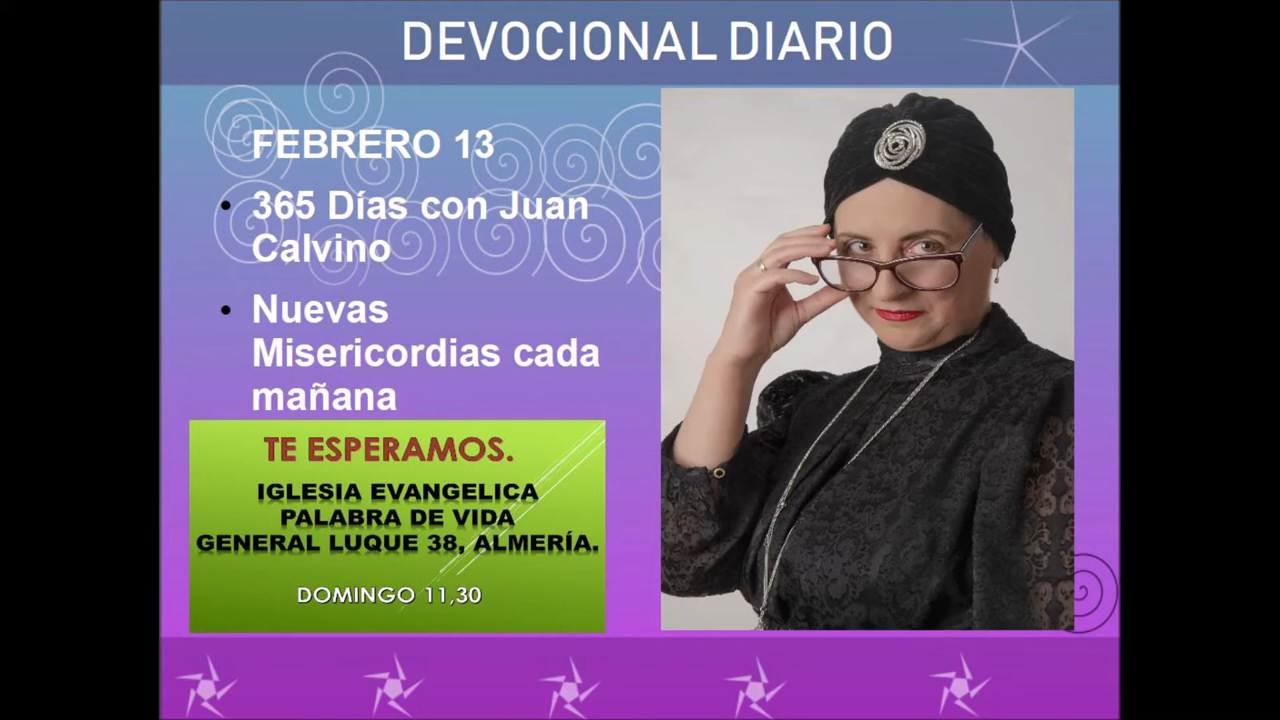 DEVOCIONAL DIARIO
FEBRERO 13
• 365 Días con Juan
Calvino
• Nuevas
Misericordias cada
mañana
TE ESPERAMOS.
IGLESIA EVANGELICA
PALABRA DE VIDA
GENERAL LUQUE 38, ALMERÍA.
DOMINGO 11,30